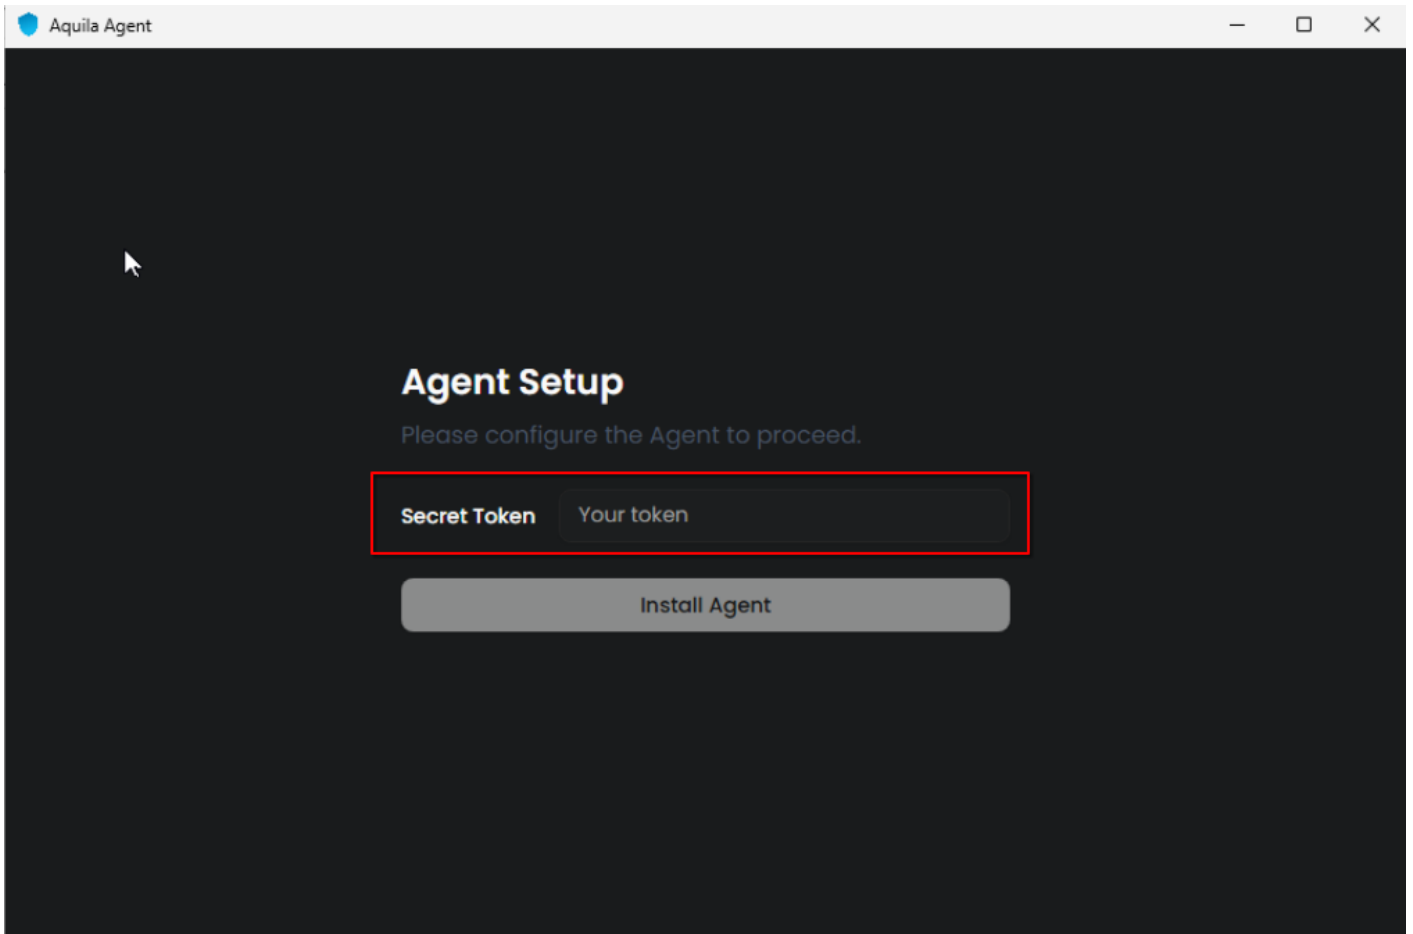 Aquila Agent
Agent Setup
Please configure the Agent to proceed.
Secret Token
Your token
Install Agent